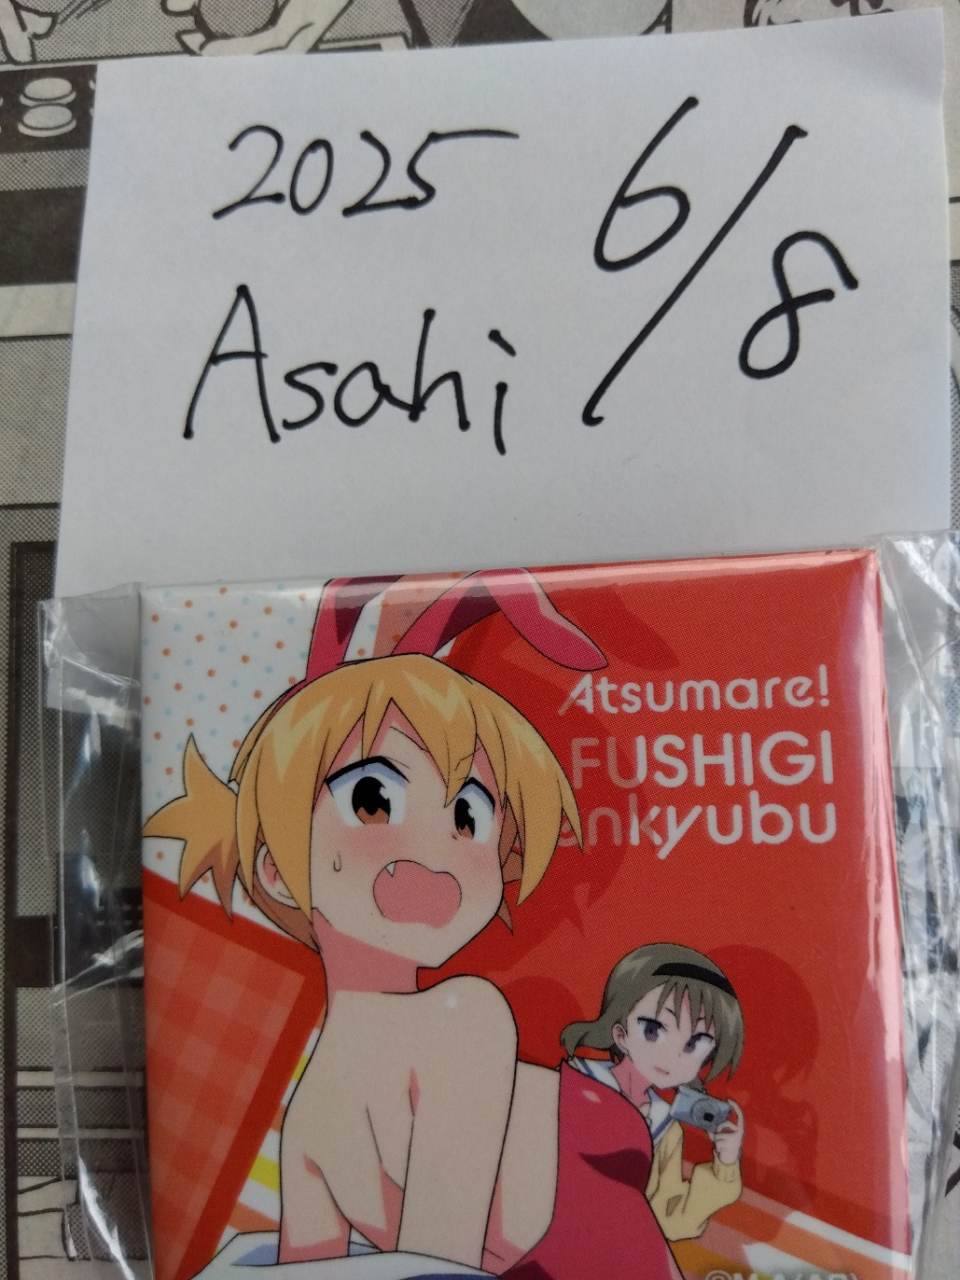 2025 6/8
Asahi
Atsumare!
FUSHIGI
enkyubu